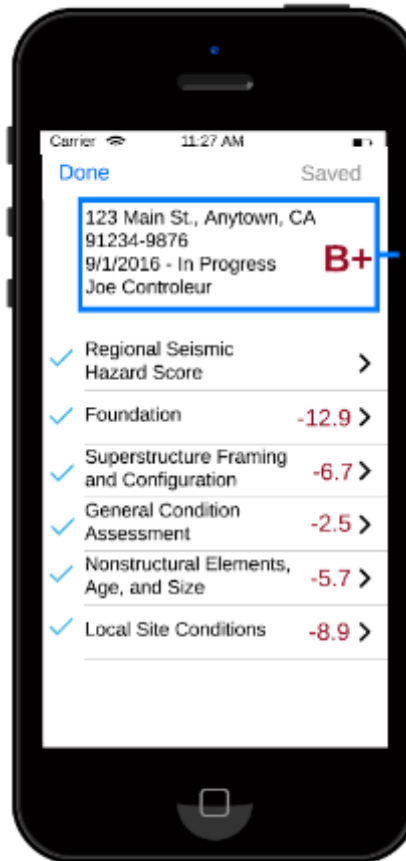 Carrier 11:27 AM
Done Saved
123 Main St., Anytown, CA
91234-9876
9/1/2016 - In Progress
Joe Controleur
B+
Regional Seismic
Hazard Score
Foundation -12.9
Superstructure Framing
and Configuration -6.7
General Condition
Assessment -2.5
Nonstructural Elements,
Age, and Size -5.7
Local Site Conditions -8.9